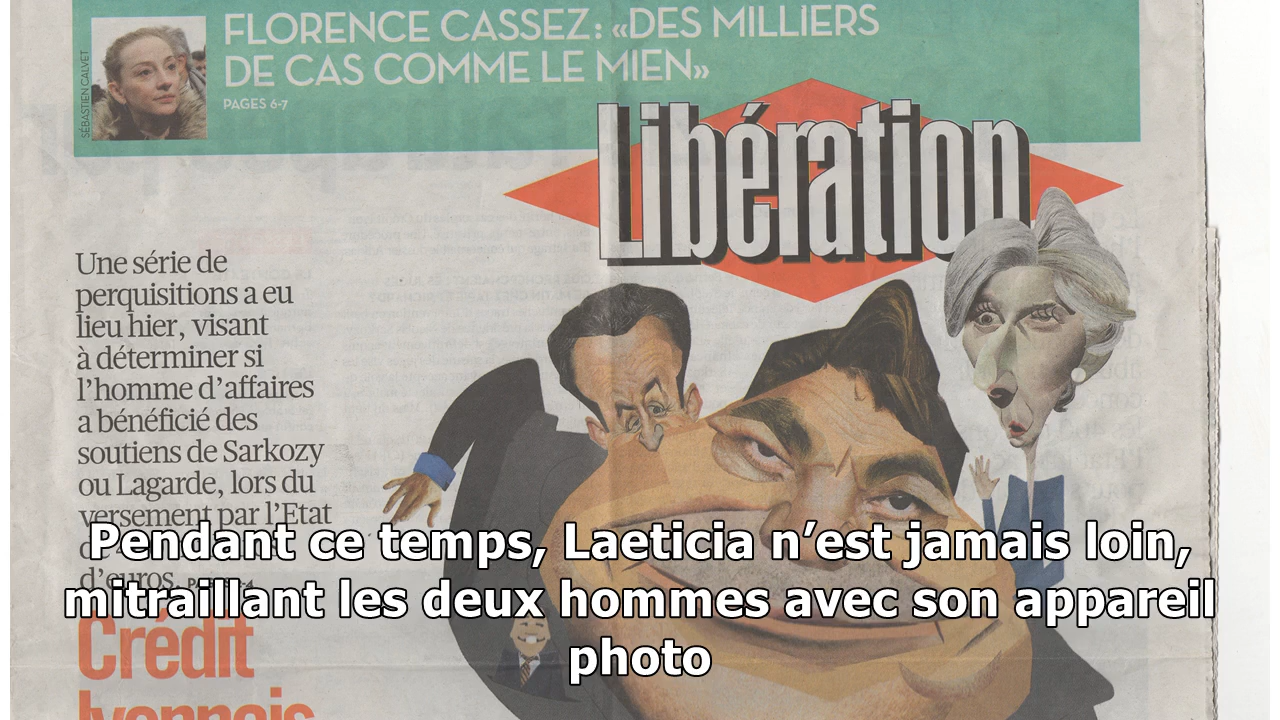 FLORENCE CASSEZ: «DES MILLIERS
DE CAS COMME LE MIEN»
PAGES 6-7
SÉBASTIEN CALVET
Libération
Une série de
perquisitions a eu
lieu hier, visant
à déterminer si
l’homme d’affaires
a bénéficié des
soutiens de Sarkozy
ou Lagarde, lors du
versement par l’Etat
d’euros.
Crédit
lyonnais
Pendant ce temps, Laeticia n’est jamais loin,
mitraillant les deux hommes avec son appareil
photo